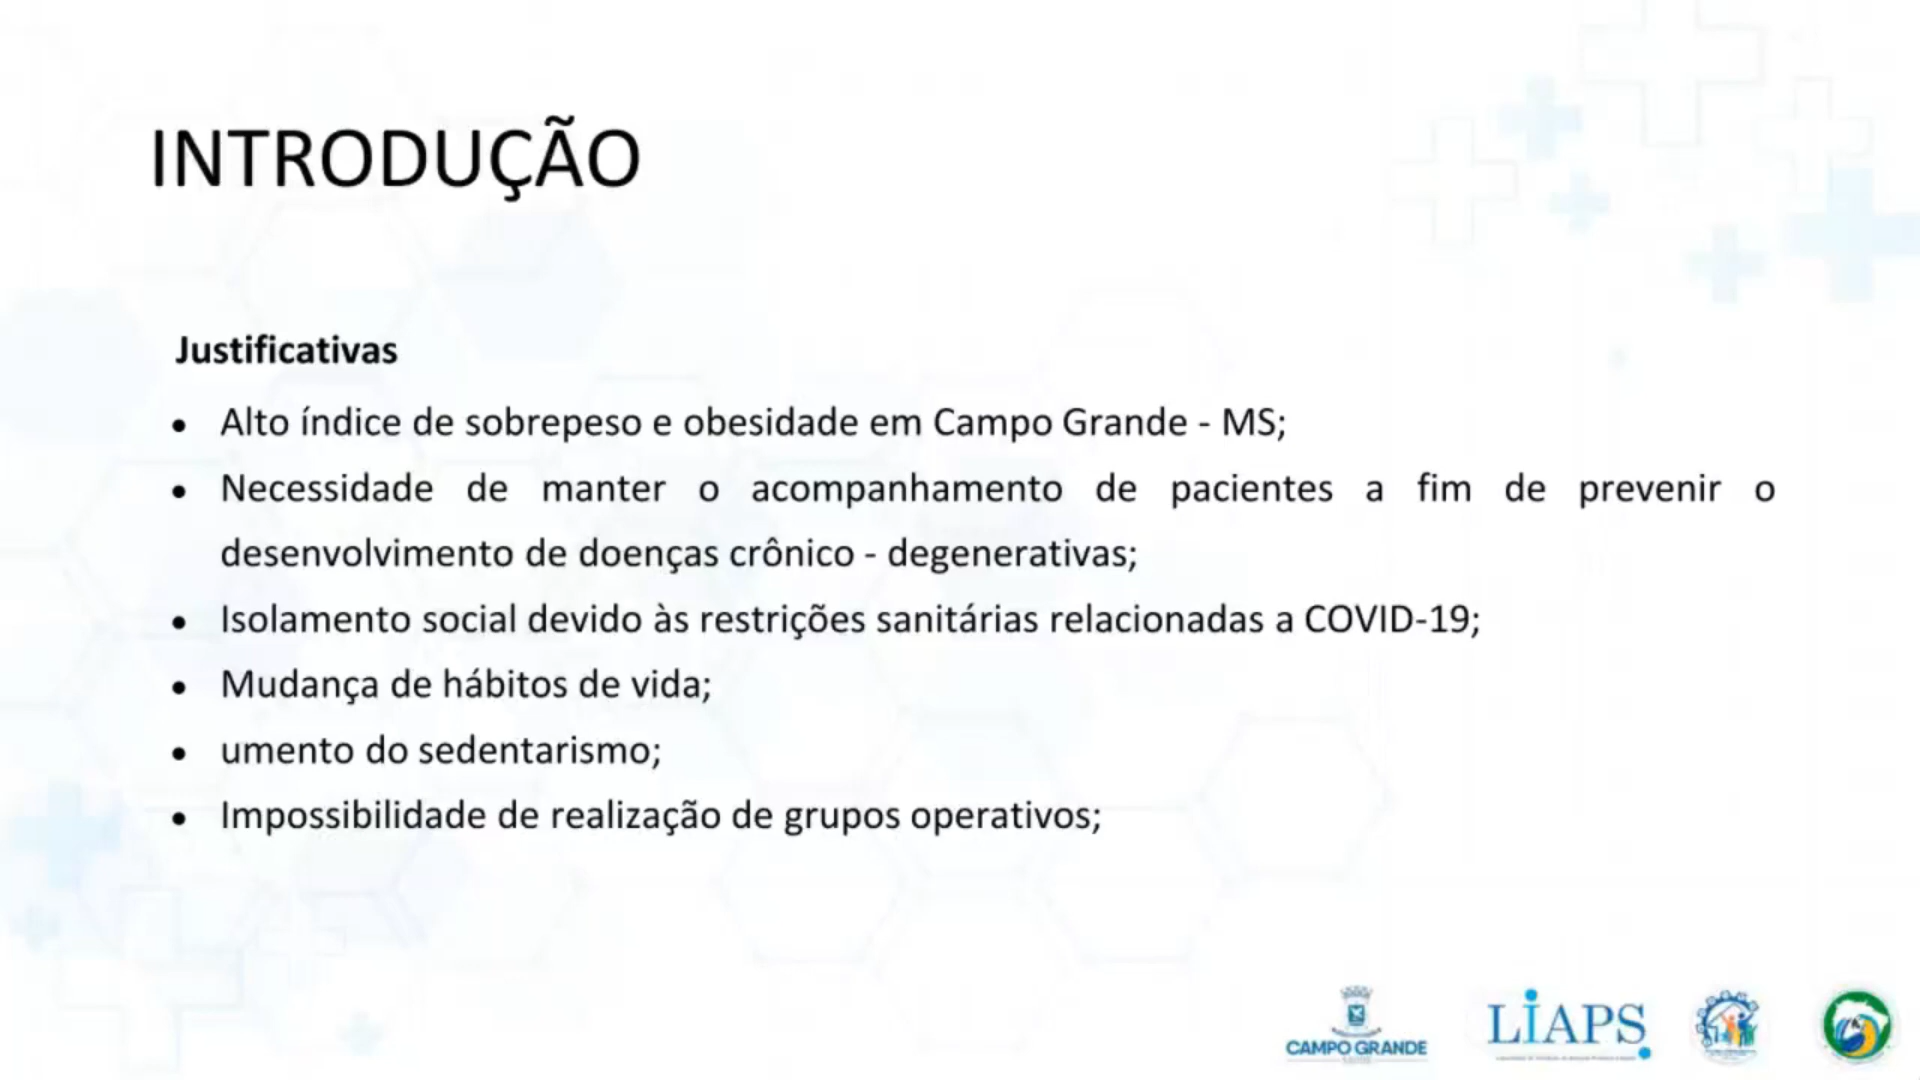 INTRODUÇÃO
Justificativas
• Alto índice de sobrepeso e obesidade em Campo Grande - MS;
• Necessidade de manter o acompanhamento de pacientes a fim de prevenir o
desenvolvimento de doenças crônico - degenerativas;
• Isolamento social devido às restrições sanitárias relacionadas a COVID-19;
• Mudança de hábitos de vida;
• umento do sedentarismo;
• Impossibilidade de realização de grupos operativos;
CAMPO GRANDE
LIAPS